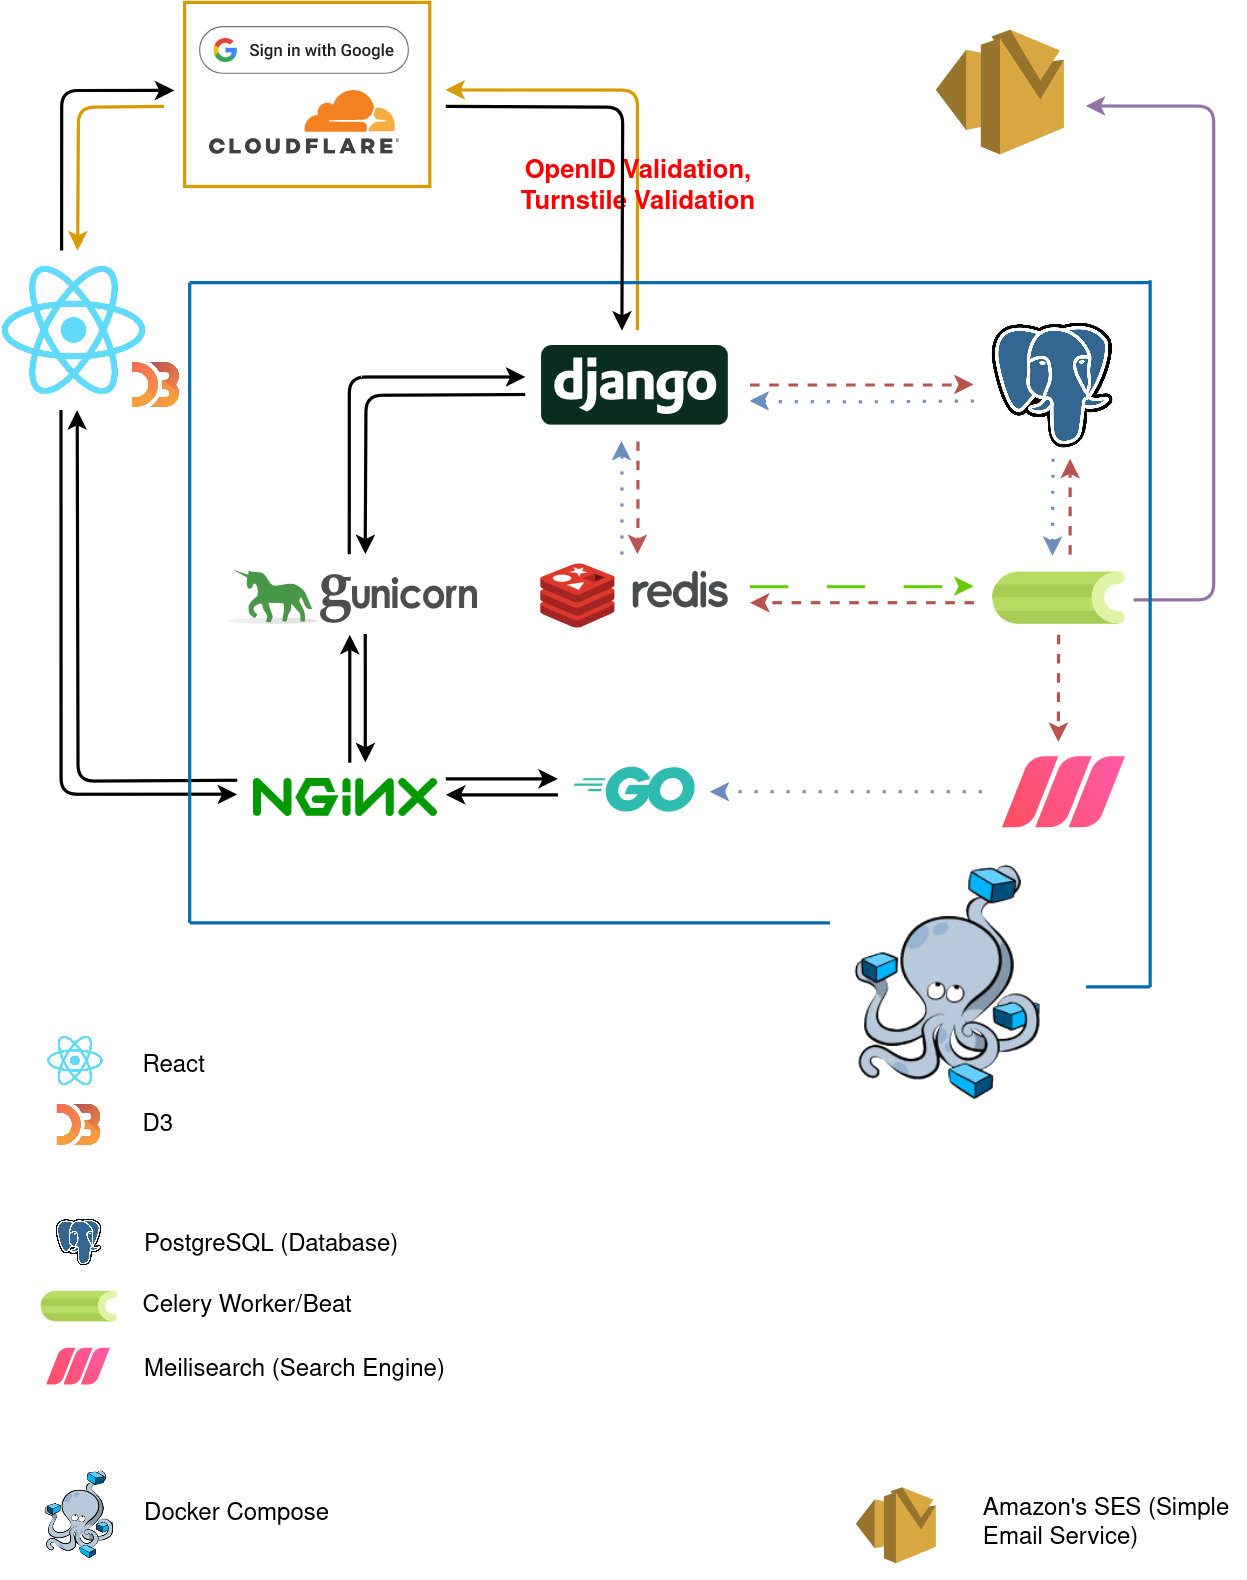 Sign in with Google
CLOUDFLARE
OpenID Validation,
Turnstile Validation
django
gunicorn
redis
NGiNX
GO
React
D3
PostgreSQL (Database)
Celery Worker/Beat
Meilisearch (Search Engine)
Docker Compose
Amazon's SES (Simple
Email Service)